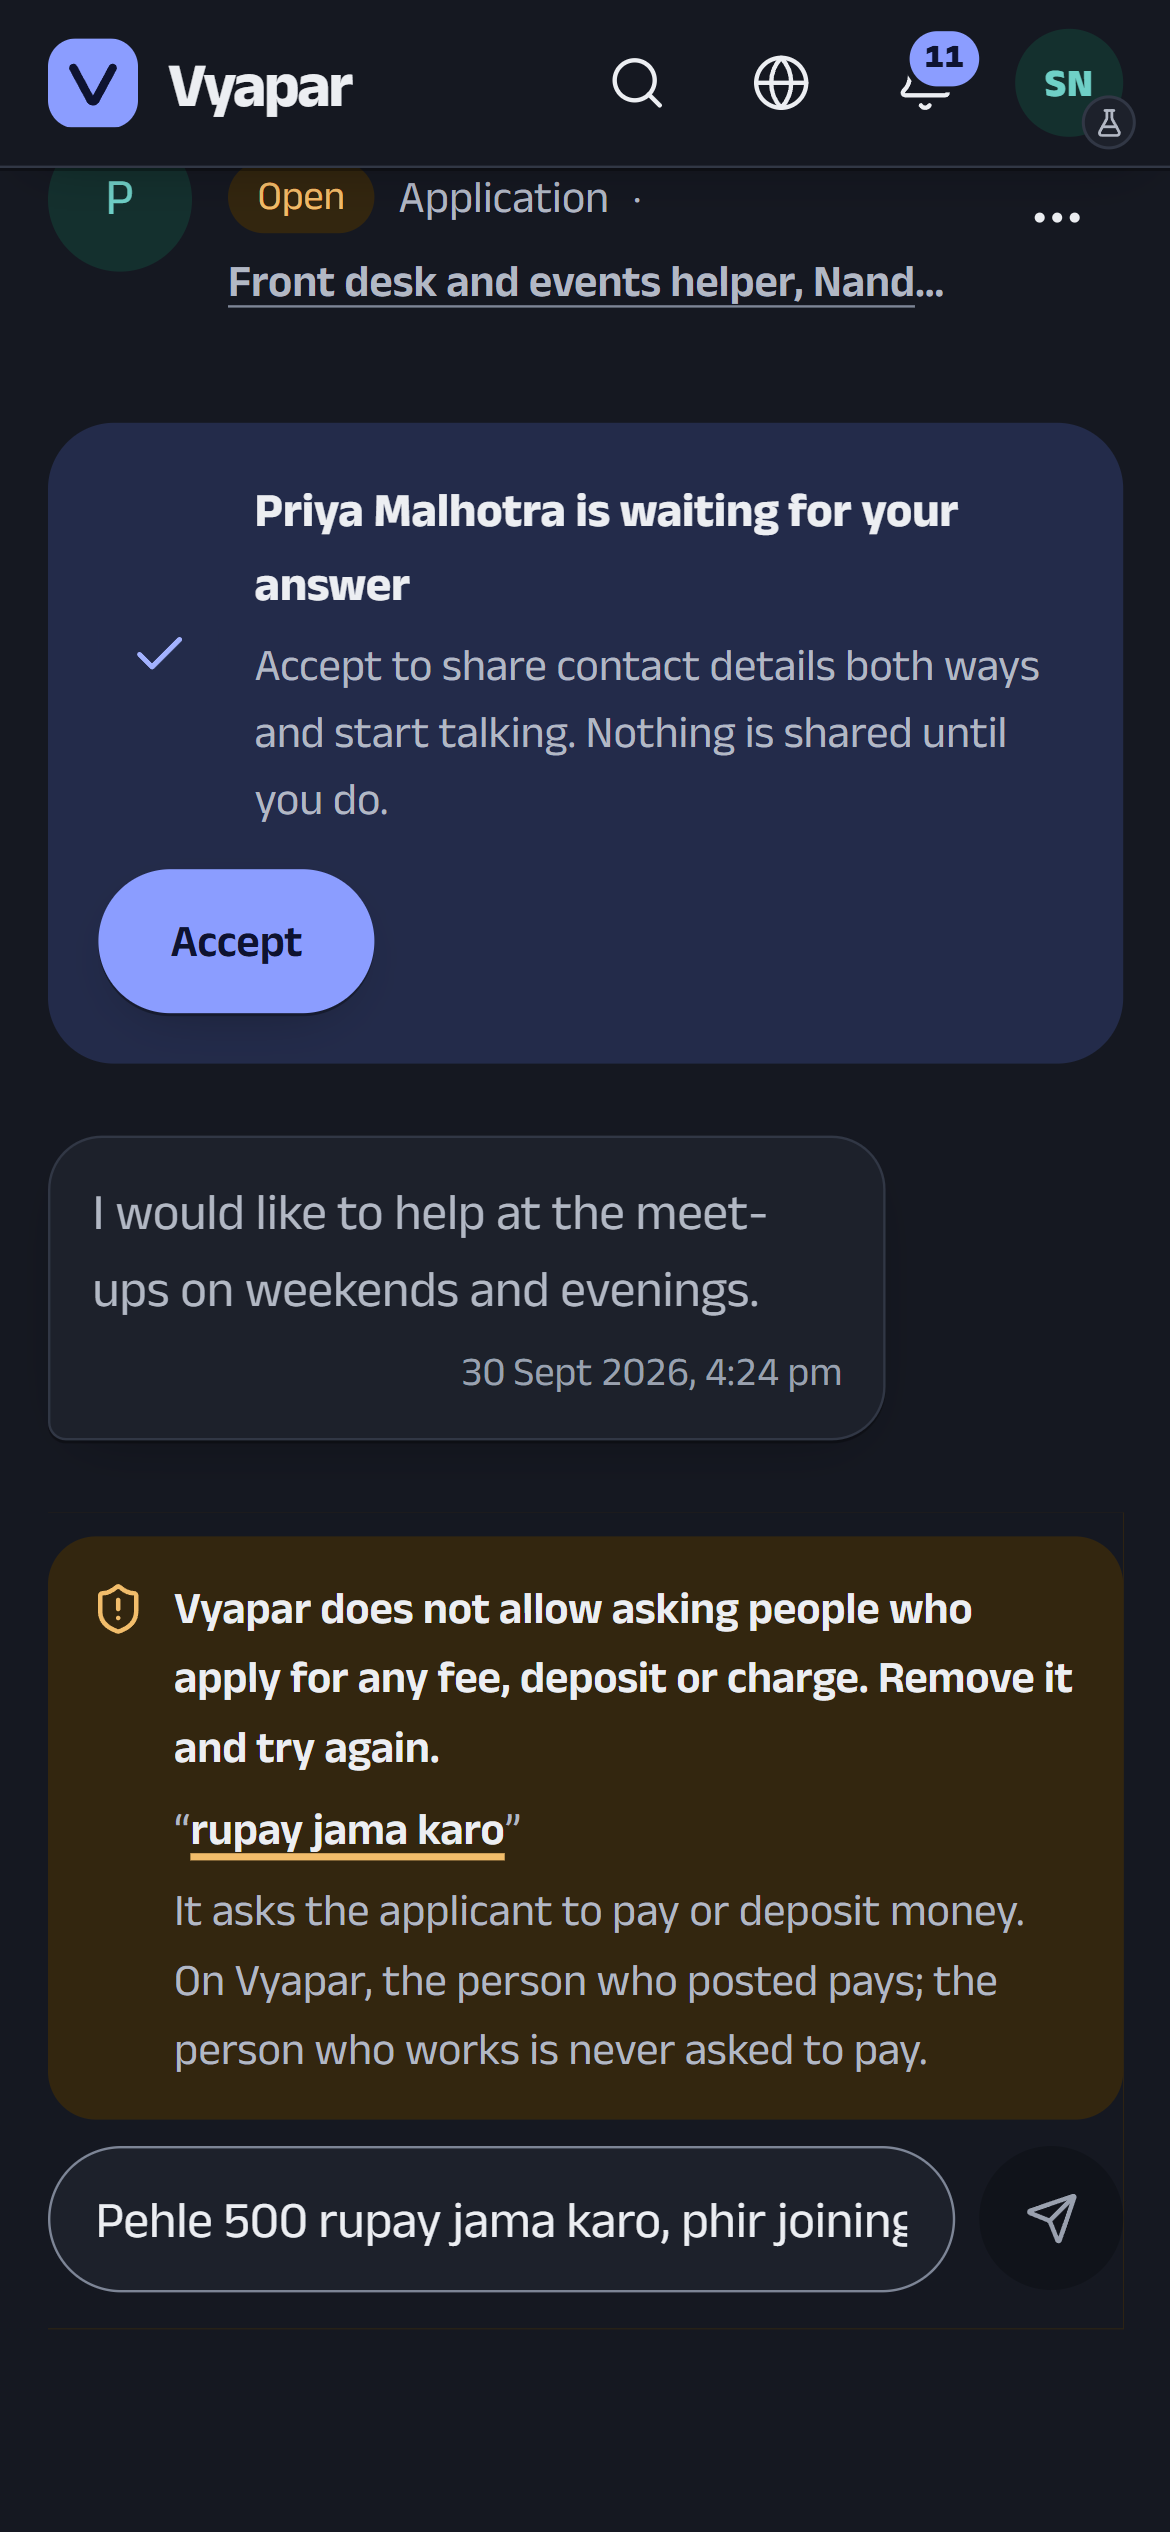 Vyapar
11
SN
P
Open
Application ·
Front desk and events helper, Nand...
Priya Malhotra is waiting for your
answer
Accept to share contact details both ways
and start talking. Nothing is shared until
you do.
Accept
I would like to help at the meet-
ups on weekends and evenings.
30 Sept 2026, 4:24 pm
Vyapar does not allow asking people who
apply for any fee, deposit or charge. Remove it
and try again.
“rupay jama karo”
It asks the applicant to pay or deposit money.
On Vyapar, the person who posted pays; the
person who works is never asked to pay.
Pehle 500 rupay jama karo, phir joining